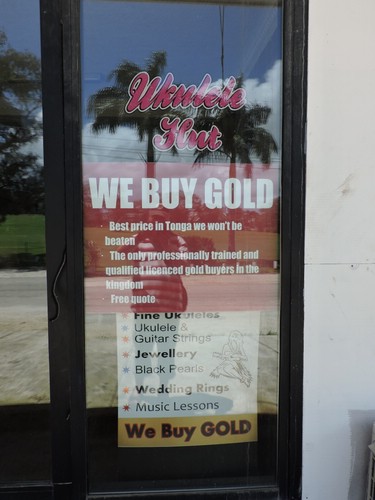 Ukulele
Hut
WE BUY GOLD
· Best price in Tonga we won't be
beaten
· The only professionally trained and
qualified licenced gold buyers in the
kingdom
· Free quote
Fine Ukuleles
Ukulele &
Guitar Strings
Jewellery
Black Pearls
Wedding Rings
Music Lessons
We Buy GOLD